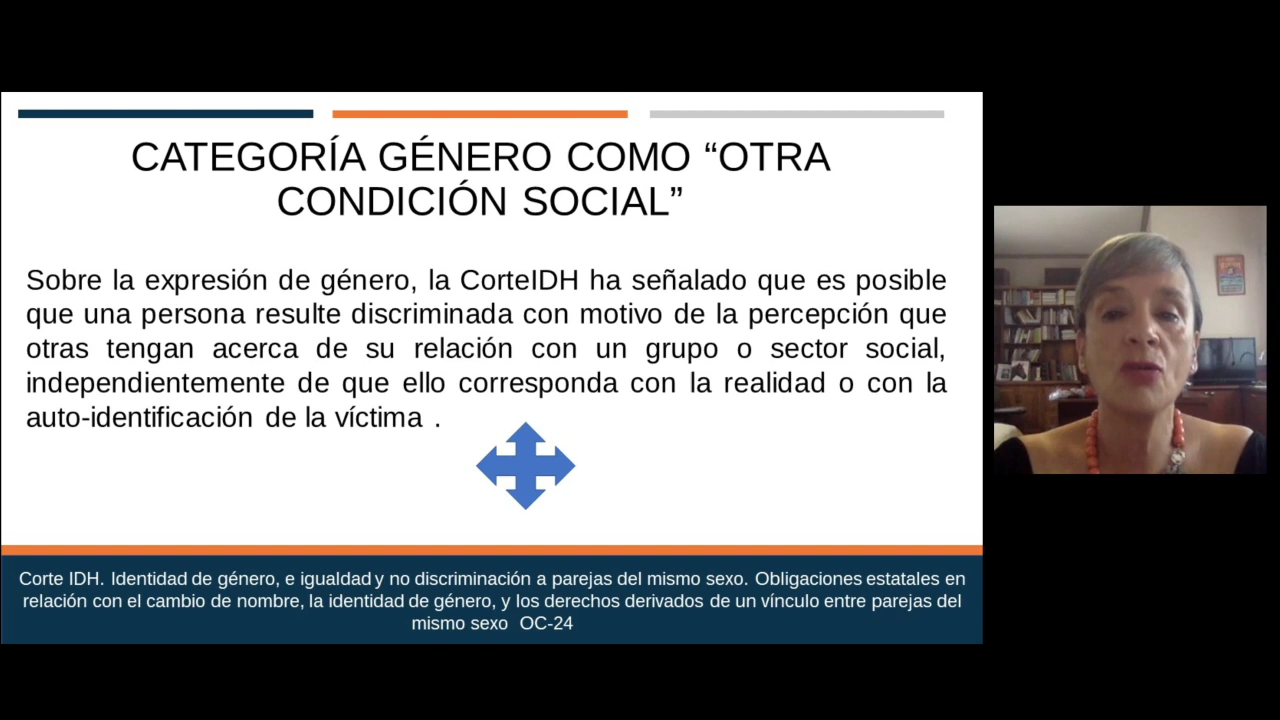 CATEGORÍA GÉNERO COMO “OTRA
CONDICIÓN SOCIAL”
Sobre la expresión de género, la CorteIDH ha señalado que es posible
que una persona resulte discriminada con motivo de la percepción que
otras tengan acerca de su relación con un grupo o sector social,
independientemente de que ello corresponda con la realidad o con la
auto-identificación de la víctima .
Corte IDH. Identidad de género, e igualdad y no discriminación a parejas del mismo sexo. Obligaciones estatales en
relación con el cambio de nombre, la identidad de género, y los derechos derivados de un vínculo entre parejas del
mismo sexo OC-24